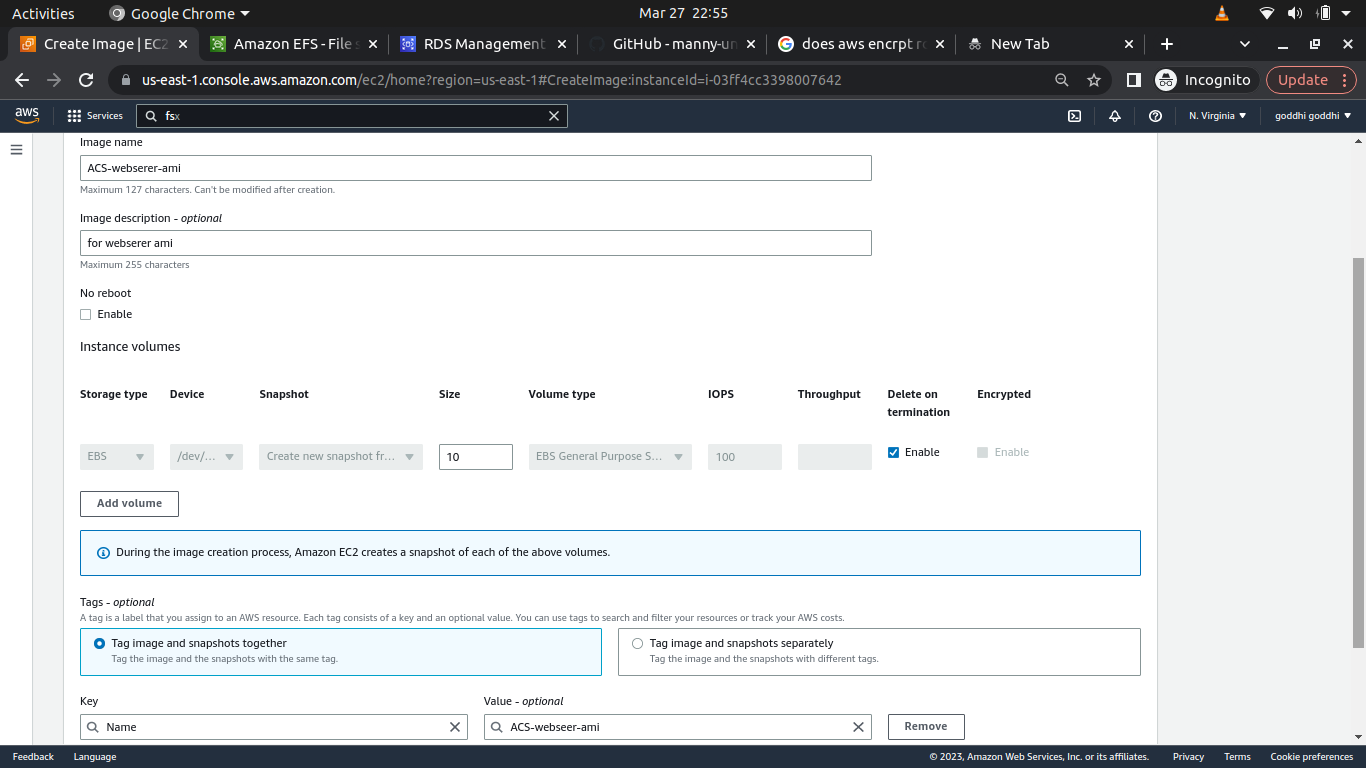 Activities Google Chrome Mar 27 22:55
Create Image | EC2 Amazon EFS - File s RDS Management GitHub - manny-un does aws encrpt ro New Tab
us-east-1.console.aws.amazon.com/ec2/home?region=us-east-1#CreateImage:instanceId=i-03ff4cc3398007642 Incognito Update
aws Services fsx N. Virginia goddhi goddhi
Image name
ACS-webserer-ami
Maximum 127 characters. Can't be modified after creation.
Image description - optional
for webserer ami
Maximum 255 characters
No reboot
Enable
Instance volumes
Storage type Device Snapshot Size Volume type IOPS Throughput Delete on termination Encrypted
EBS /dev/... Create new snapshot fr... 10 EBS General Purpose S... 100 Enable Enable
Add volume
During the image creation process, Amazon EC2 creates a snapshot of each of the above volumes.
Tags - optional
A tag is a label that you assign to an AWS resource. Each tag consists of a key and an optional value. You can use tags to search and filter your resources or track your AWS costs.
Tag image and snapshots together Tag image and snapshots separately
Tag the image and the snapshots with the same tag. Tag the image and the snapshots with different tags.
Key Value - optional
Name ACS-webseer-ami Remove
Feedback Language © 2023, Amazon Web Services, Inc. or its affiliates. Privacy Terms Cookie preferences